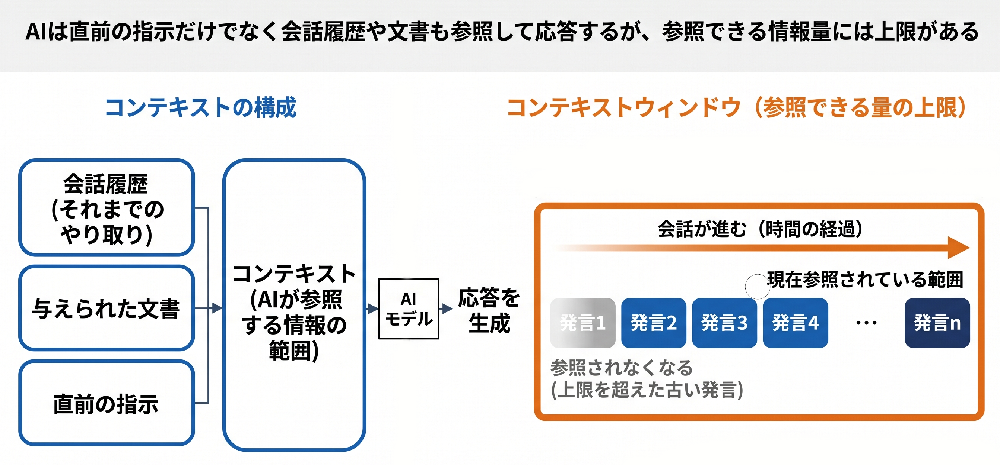 AIは直前の指示だけでなく会話履歴や文書も参照して応答するが、参照できる情報量には上限がある
コンテキストの構成
会話履歴
(それまでの
やり取り)
与えられた文書
直前の指示
コンテキスト
(AIが参照
する情報の
範囲)
AI
モデル
応答を
生成
コンテキストウィンドウ（参照できる量の上限）
会話が進む（時間の経過）
現在参照されている範囲
発言1
発言2
発言3
発言4
…
発言n
参照されなくなる
(上限を超えた古い発言)